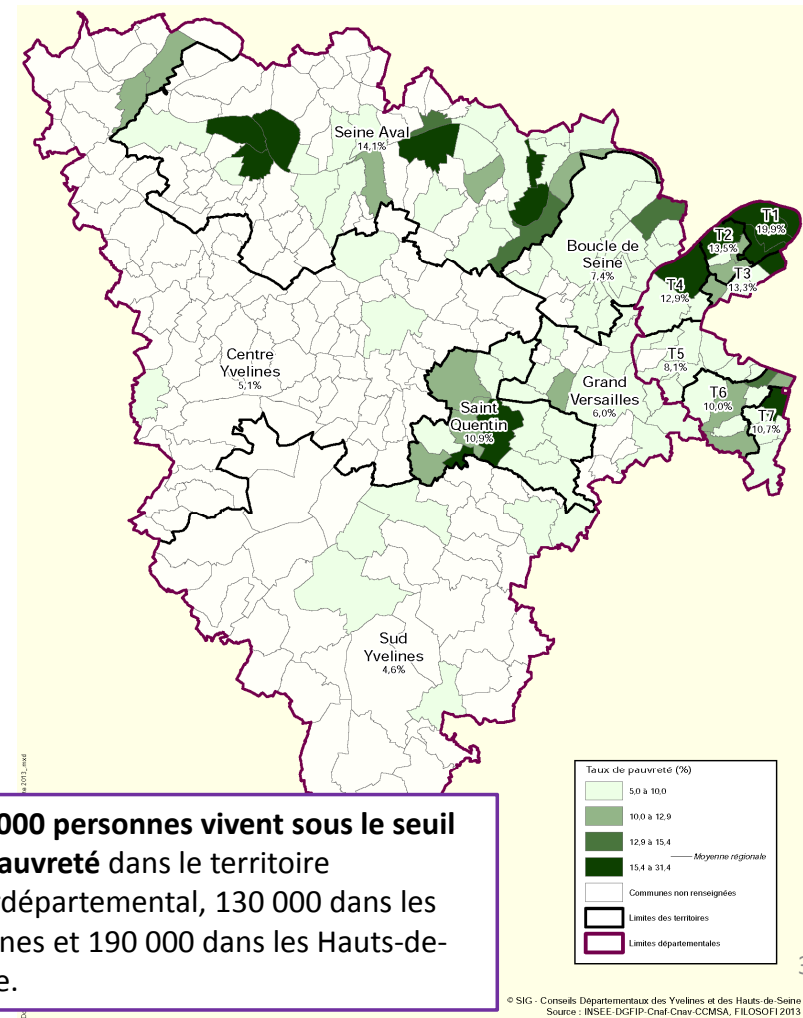 Seine Aval
14,1%
T1
19,9%
T2
13,5%
Boucle de
Seine
7,4%
T3
13,3%
T4
12,9%
Centre
Yvelines
5,1%
T5
8,1%
Grand
Versailles
6,0%
T6
10,0%
Saint
Quentin
10,9%
T7
10,7%
Sud
Yvelines
4,6%
000 personnes vivent sous le seuil
auvreté dans le territoire
rdépartemental, 130 000 dans les
ines et 190 000 dans les Hauts-de-
e.
Taux de pauvreté (%)
5,0 à 10,0
10,0 à 12,9
12,9 à 15,4
Moyenne régionale
15,4 à 31,4
Communes non renseignées
Limites des territoires
Limites départementales
© SIG - Conseils Départementaux des Yvelines et des Hauts-de-Seine
Source : INSEE-DGFIP-Cnaf-Cnav-CCMSA, FILOSOFI 2013